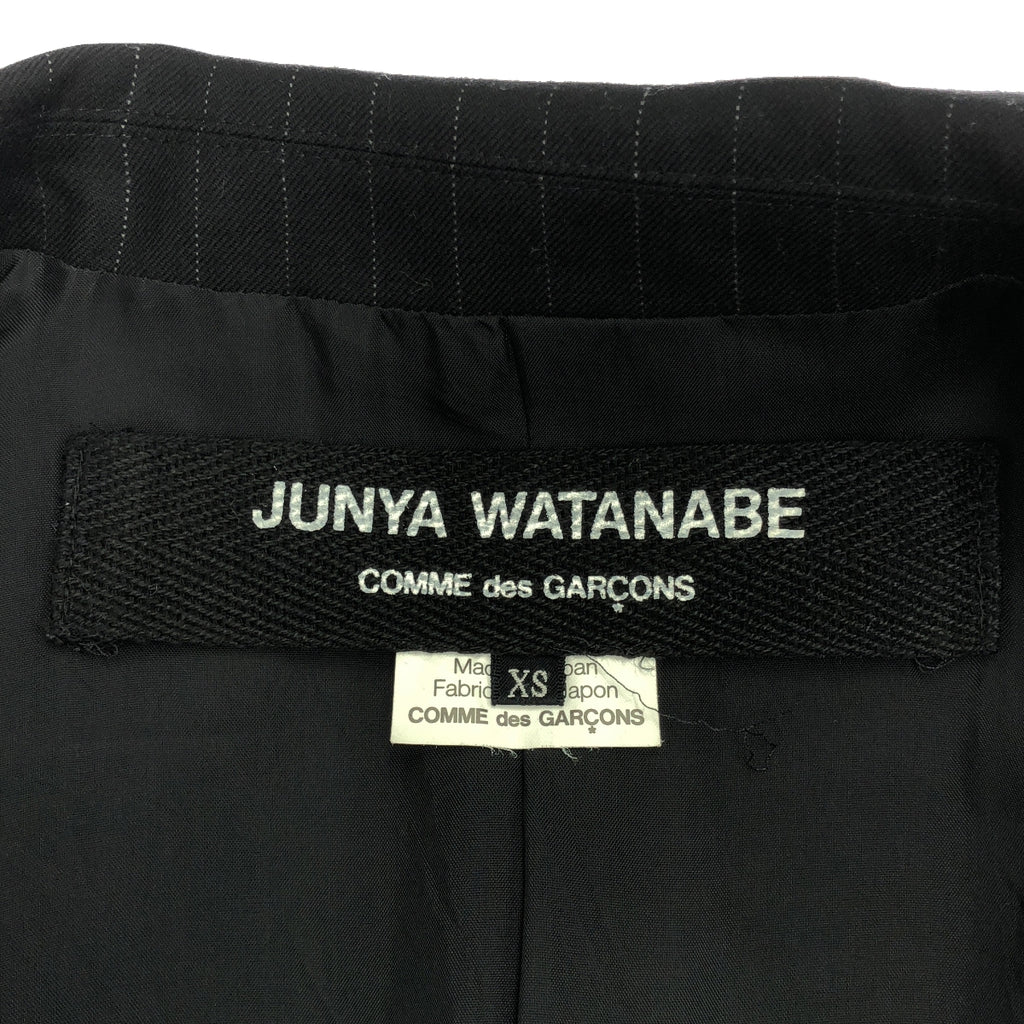 JUNYA WATANABE
COMME des GARÇONS
*
XS
COMME des GARÇONS
*